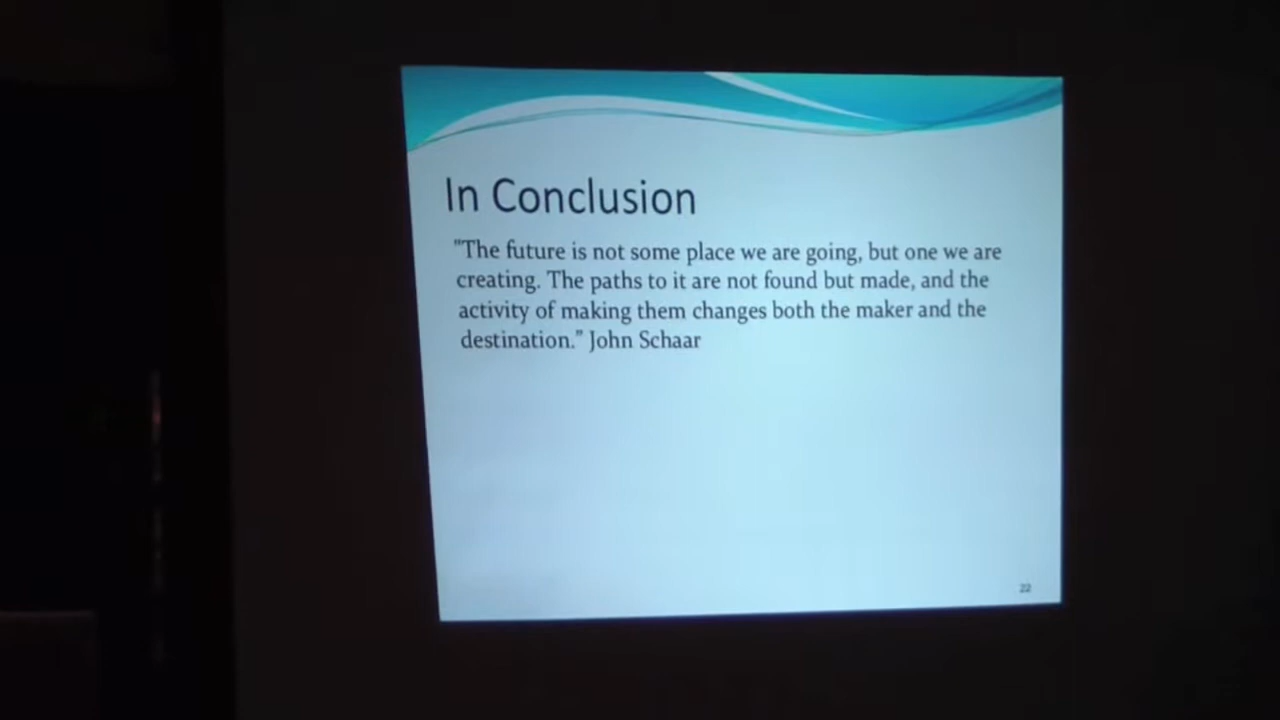 In Conclusion
"The future is not some place we are going, but one we are
creating. The paths to it are not found but made, and the
activity of making them changes both the maker and the
destination.” John Schaar
22